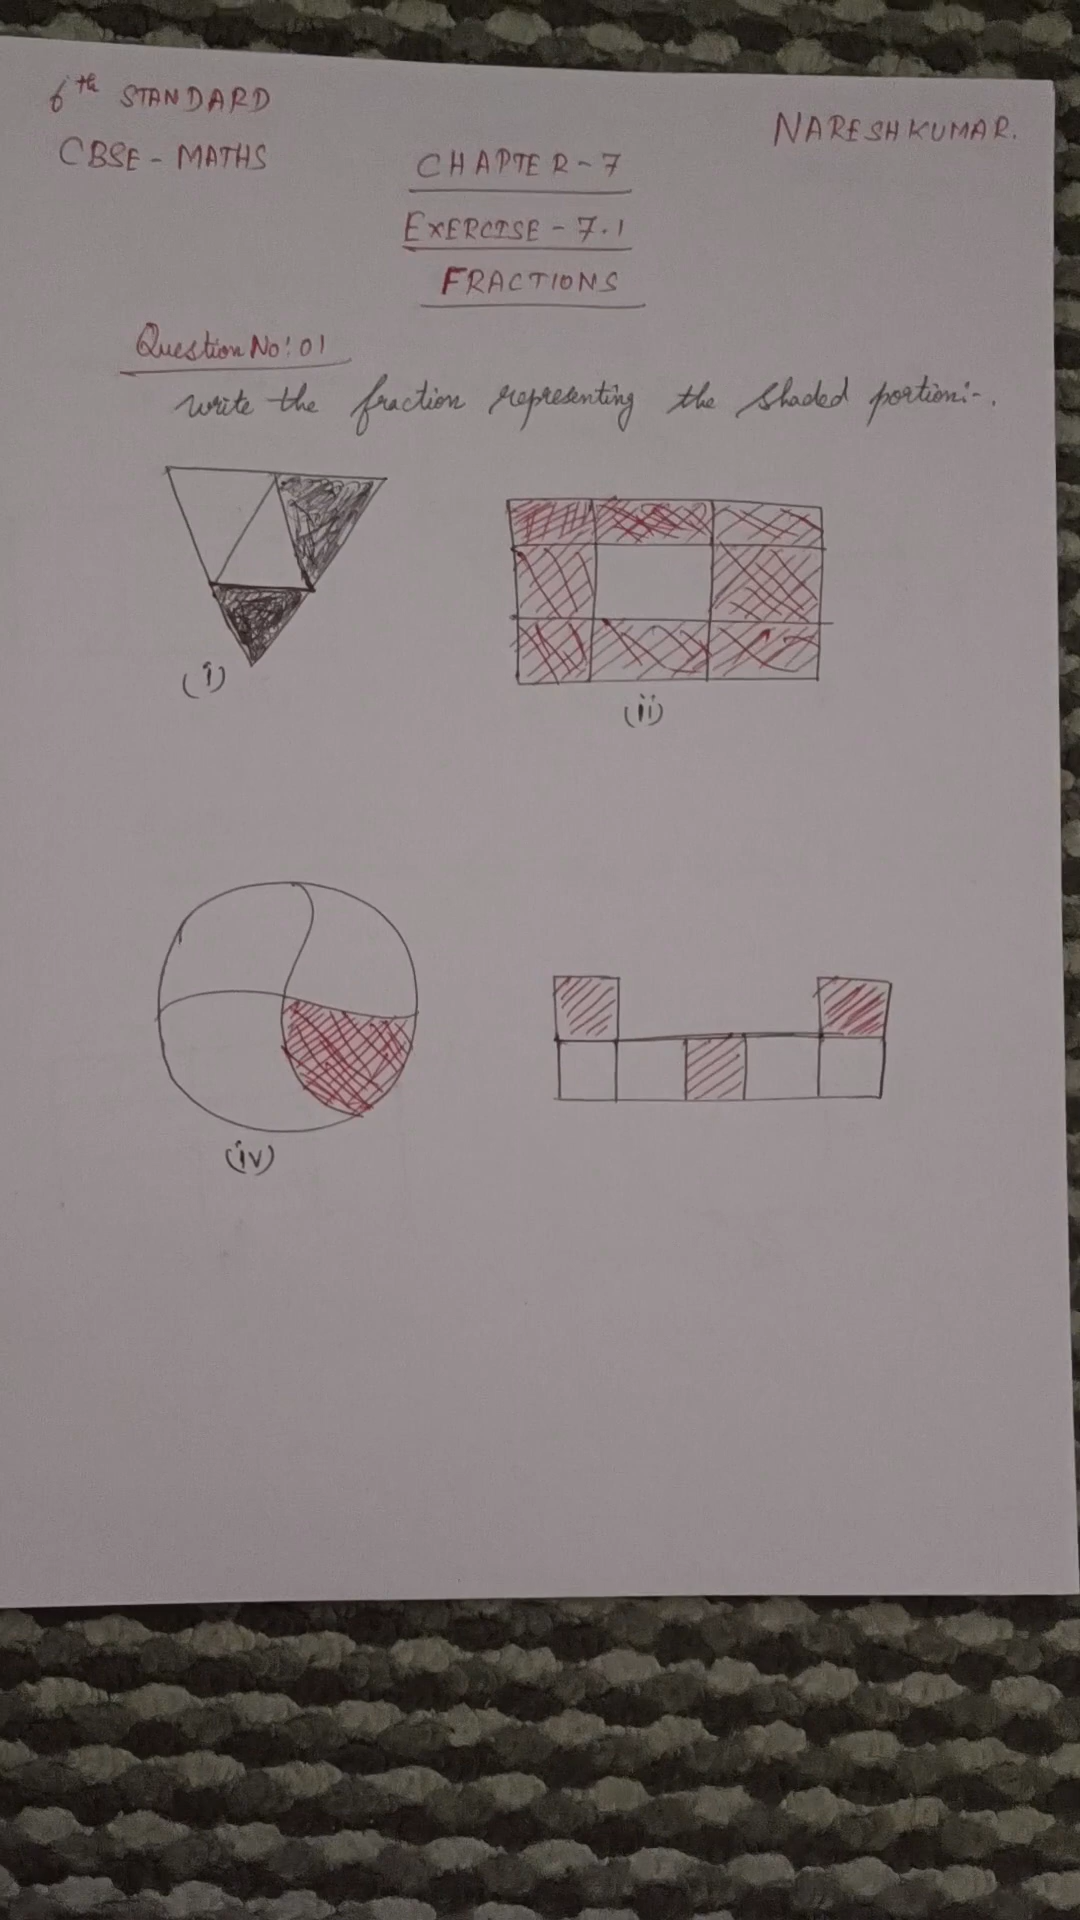 6th STANDARD
NARESH KUMAR.
CBSE - MATHS
CHAPTER - 7
EXERCISE - 7.1
FRACTIONS
Question No: 01
write the fraction representing the shaded portion:-.
(i)
(ii)
(iv)